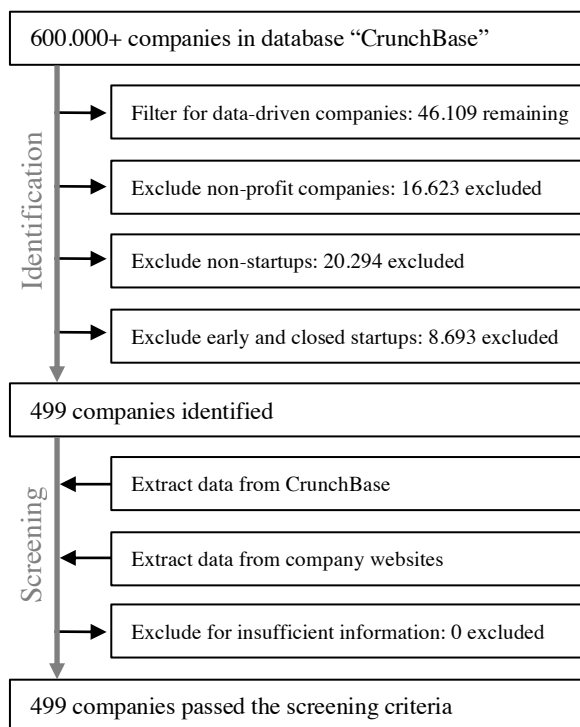 600.000+ companies in database “CrunchBase”
Identification
Filter for data-driven companies: 46.109 remaining
Exclude non-profit companies: 16.623 excluded
Exclude non-startups: 20.294 excluded
Exclude early and closed startups: 8.693 excluded
499 companies identified
Screening
Extract data from CrunchBase
Extract data from company websites
Exclude for insufficient information: 0 excluded
499 companies passed the screening criteria